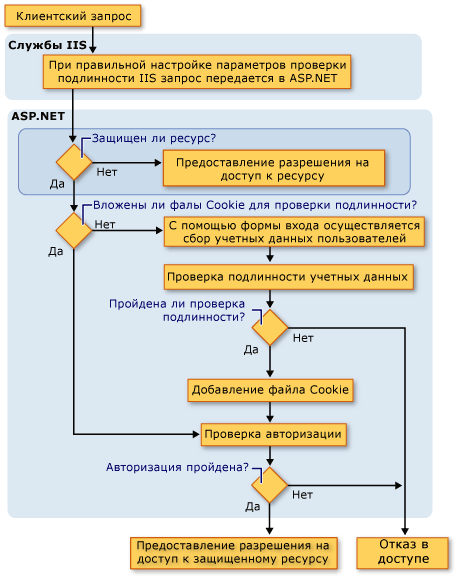 Клиентский запрос
Службы IIS
При правильной настройке параметров проверки
подлинности IIS запрос передается в ASP.NET
ASP.NET
Защищен ли ресурс?
Нет
Предоставление разрешения на
доступ к ресурсу
Да
Вложены ли фалы Cookie для проверки подлинности?
Нет
С помощью формы входа осуществляется
сбор учетных данных пользователей
Да
Проверка подлинности учетных данных
Пройдена ли проверка
подлинности?
Нет
Да
Добавление файла Cookie
Проверка авторизации
Авторизация пройдена?
Нет
Да
Предоставление разрешения на
доступ к защищенному ресурсу
Отказ в
доступе